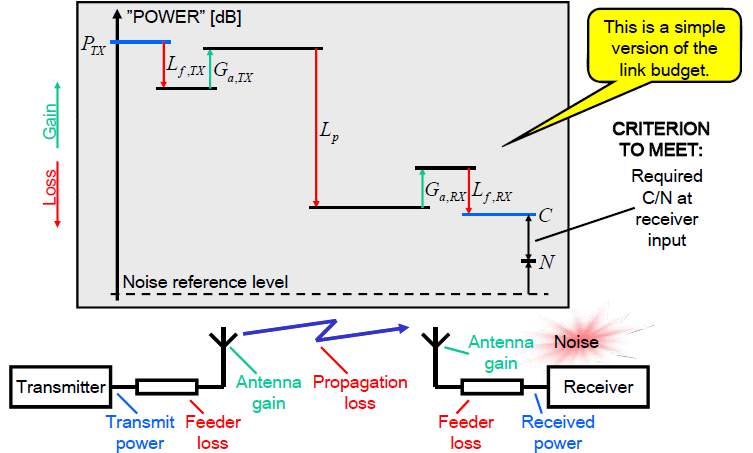 "POWER" [dB]
This is a simple
version of the
link budget.
P_TX
L_f,TX
G_a,TX
Gain
L_p
CRITERION
TO MEET:
Loss
G_a,RX
L_f,RX
Required
C/N at
receiver
input
C
N
Noise reference level
Antenna
gain
Noise
Transmitter
Antenna
gain
Propagation
loss
Receiver
Transmit
power
Feeder
loss
Feeder
loss
Received
power